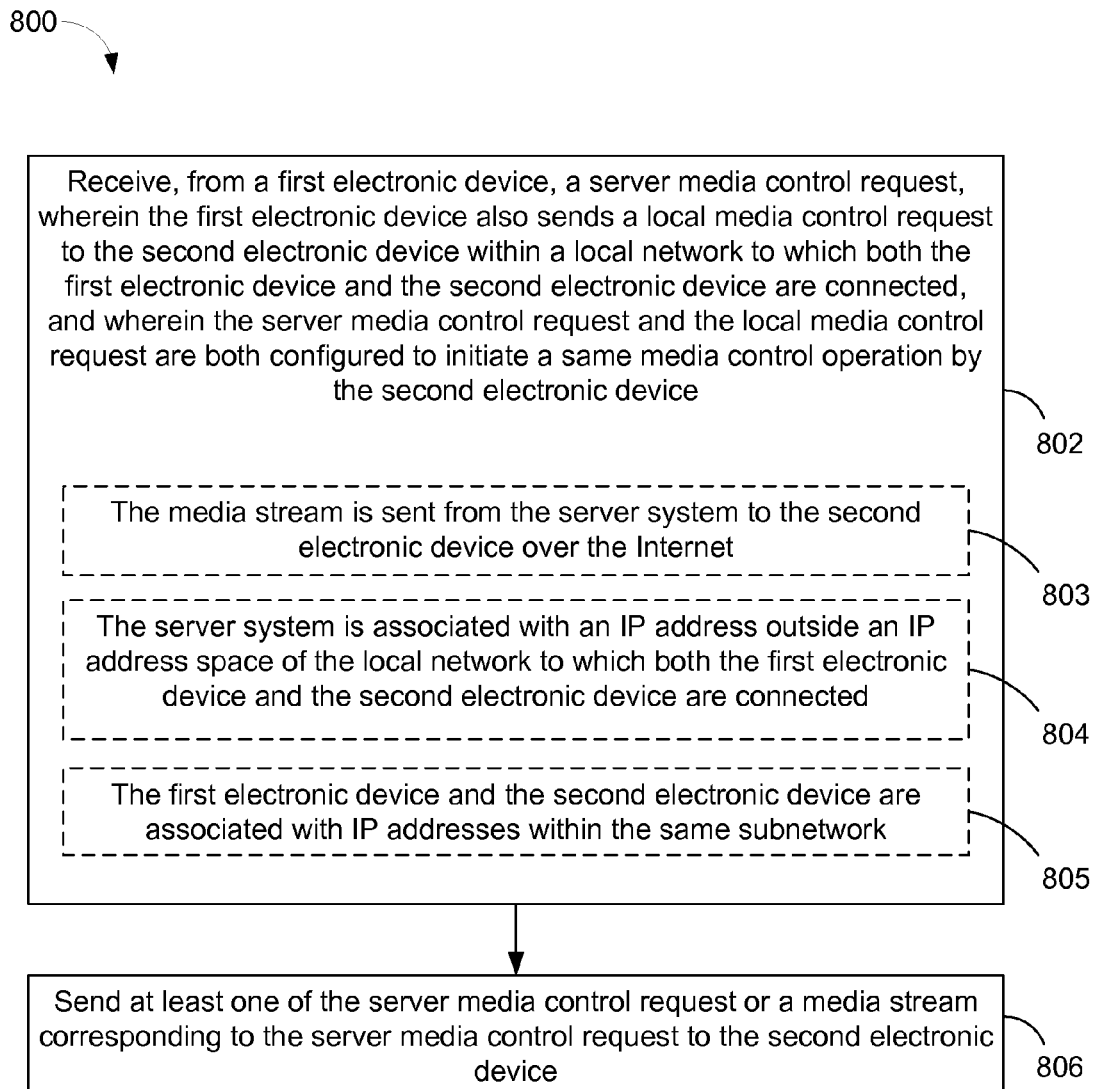 800
Receive, from a first electronic device, a server media control request,
wherein the first electronic device also sends a local media control request
to the second electronic device within a local network to which both the
first electronic device and the second electronic device are connected,
and wherein the server media control request and the local media control
request are both configured to initiate a same media control operation by
the second electronic device
802
The media stream is sent from the server system to the second
electronic device over the Internet
803
The server system is associated with an IP address outside an IP
address space of the local network to which both the first electronic
device and the second electronic device are connected
804
The first electronic device and the second electronic device are
associated with IP addresses within the same subnetwork
805
Send at least one of the server media control request or a media stream
corresponding to the server media control request to the second electronic
device
806